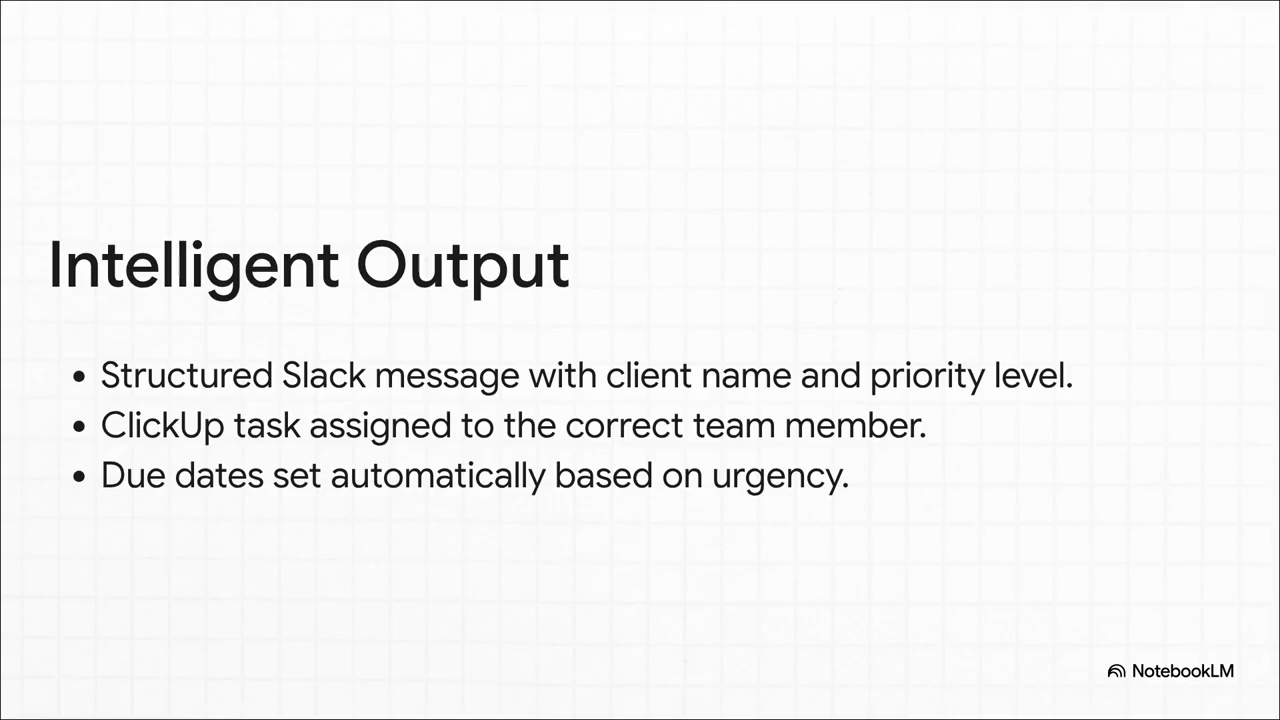 Intelligent Output
• Structured Slack message with client name and priority level.
• ClickUp task assigned to the correct team member.
• Due dates set automatically based on urgency.
NotebookLM